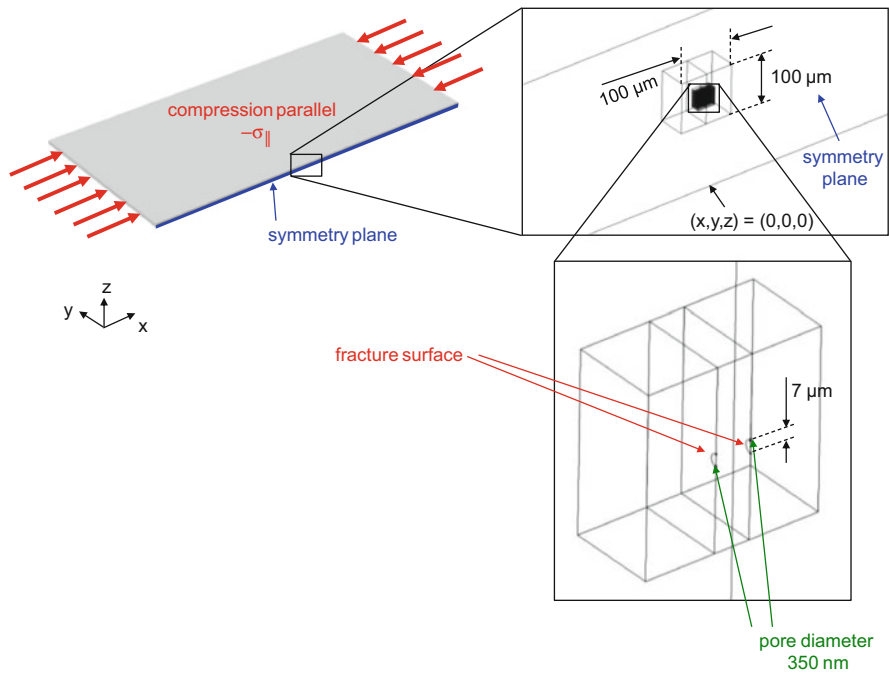 compression parallel
−σ∥
symmetry plane
z
y
x
100 µm
100 µm
symmetry
plane
(x,y,z) = (0,0,0)
fracture surface
7 µm
pore diameter
350 nm